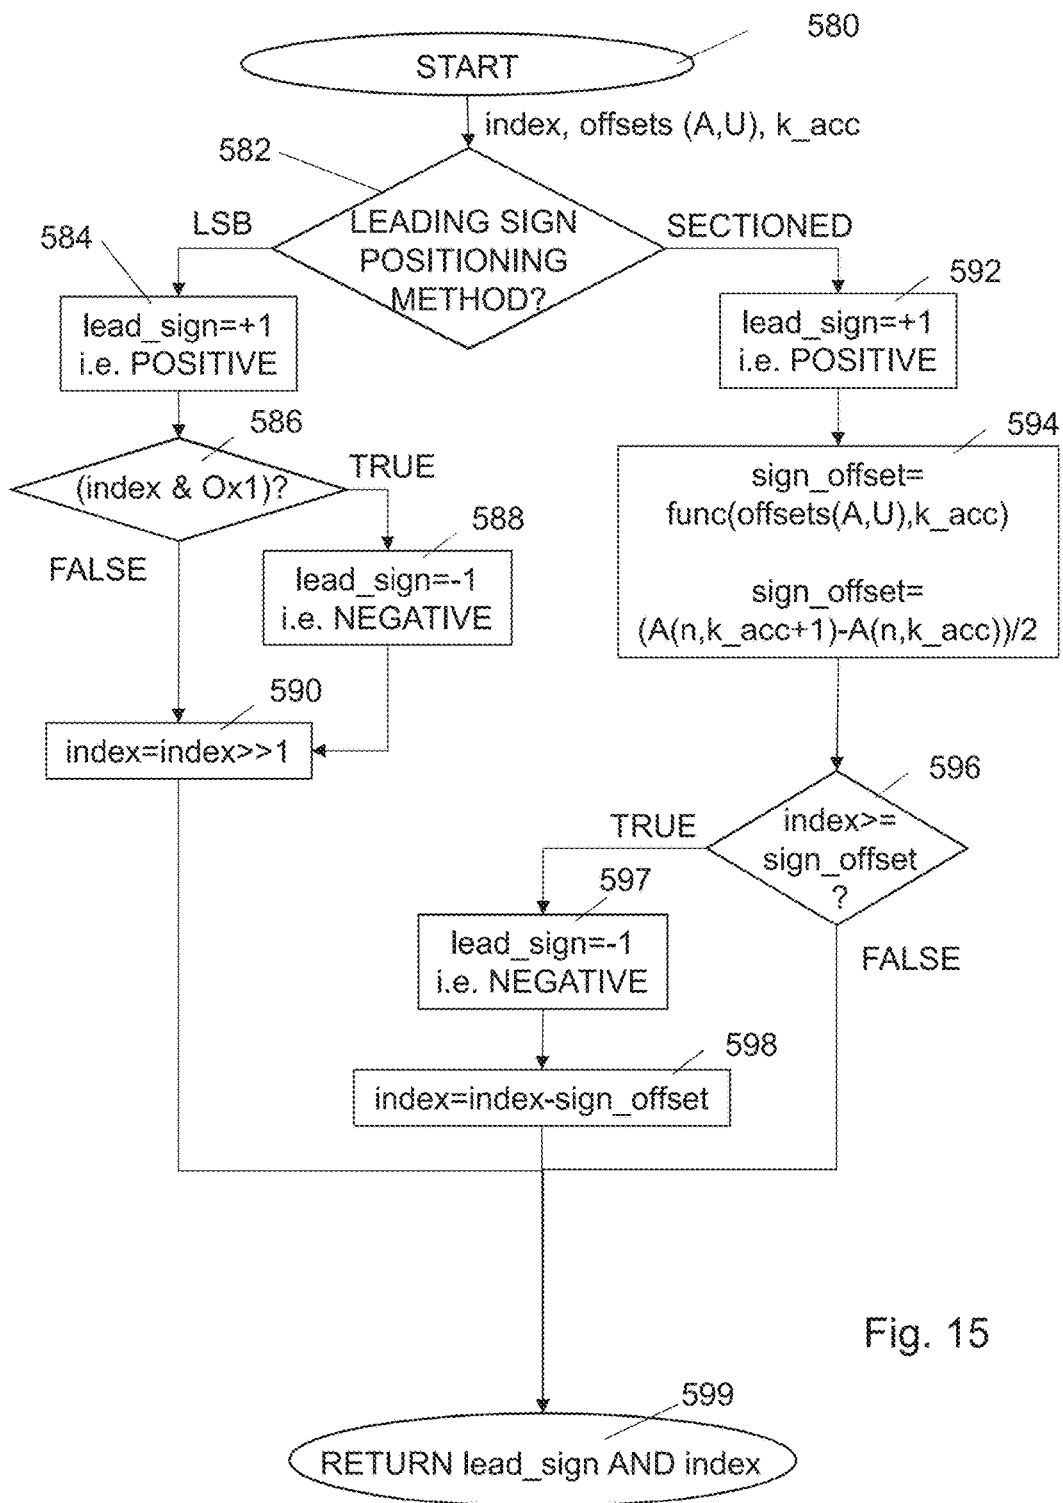 580
START
index, offsets (A,U), k_acc
582
LEADING SIGN
POSITIONING
METHOD?
LSB
SECTIONED
584
lead_sign=+1
i.e. POSITIVE
592
lead_sign=+1
i.e. POSITIVE
586
(index & Ox1)?
TRUE
FALSE
588
lead_sign=-1
i.e. NEGATIVE
590
index=index>>1
594
sign_offset=
func(offsets(A,U),k_acc)
sign_offset=
(A(n,k_acc+1)-A(n,k_acc))/2
596
index>=
sign_offset
?
TRUE
FALSE
597
lead_sign=-1
i.e. NEGATIVE
598
index=index-sign_offset
Fig. 15
599
RETURN lead_sign AND index